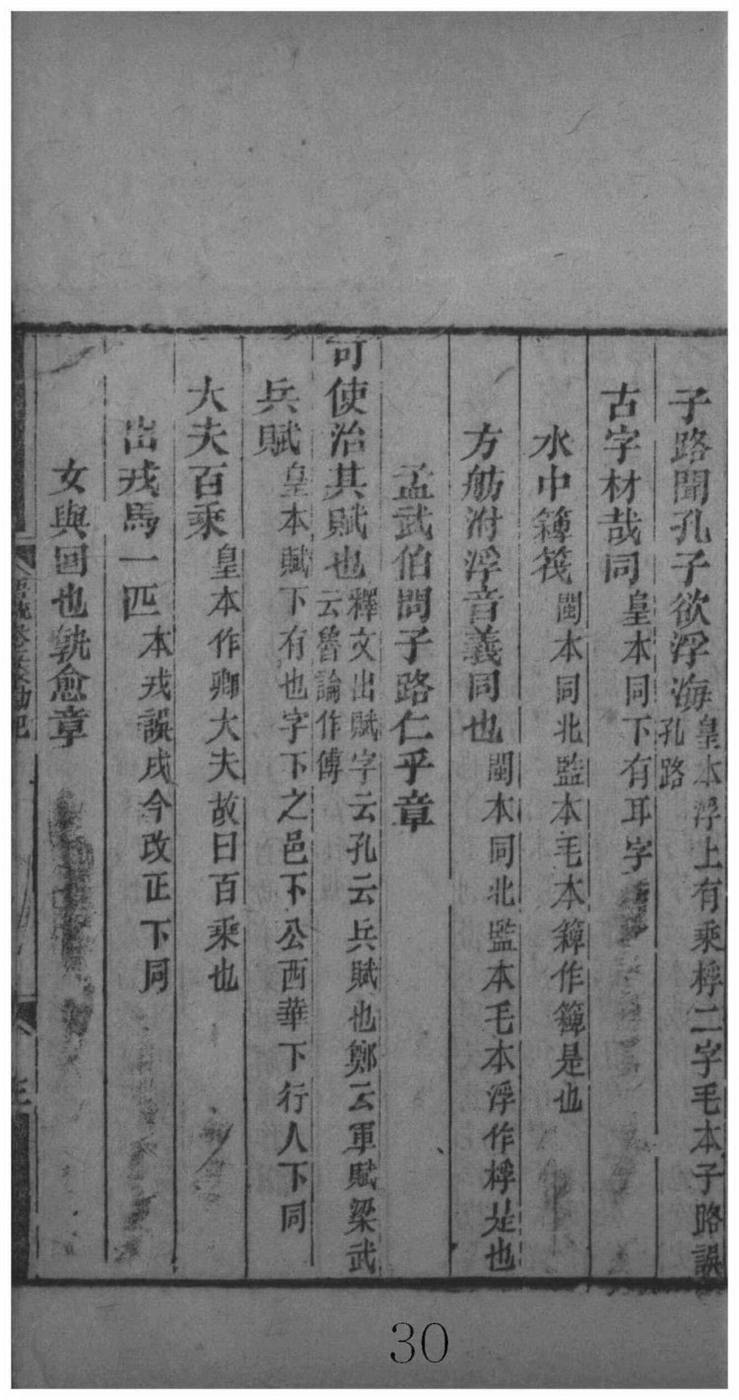 子路聞孔子欲浮海皇本浮上有乘桴二字毛本子路誤孔路
古字材哉同皇本同下有耳字
水中簿筏閩本同北監本毛本簿作簰是也
方舫泭浮音義同也閩本同北監本毛本浮作桴是也
孟武伯問子路仁乎章
可使治其賦也釋文出賦字云孔云兵賦也鄭云軍賦梁武云魯論作傅
兵賦皇本賦下有也字下之邑下公西華下行人下同
大夫百乘皇本作卿大夫故曰百乘也
出戎馬一匹本戎誤戍今改正下同
女與回也孰愈章
30